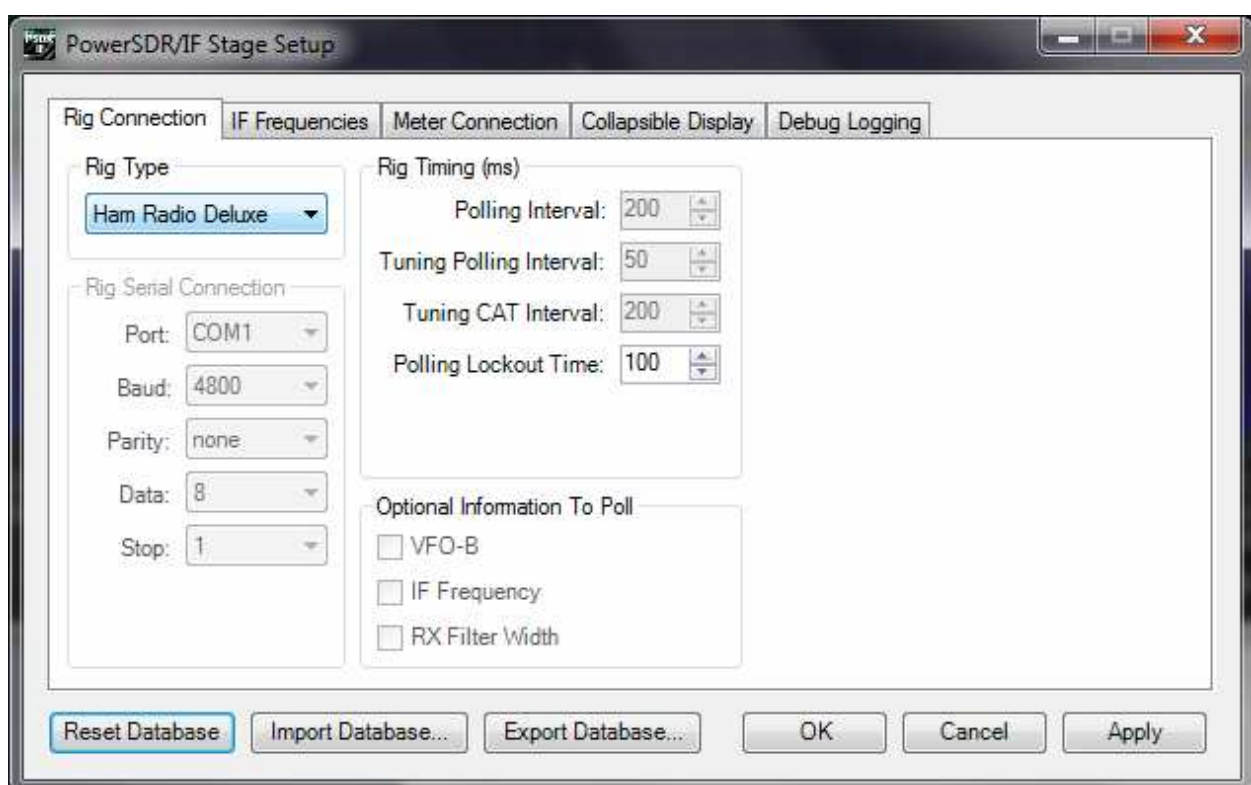 PowerSDR/IF Stage Setup
Rig Connection
IF Frequencies
Meter Connection
Collapsible Display
Debug Logging
Rig Type
Ham Radio Deluxe
Rig Serial Connection
Port: COM1
Baud: 4800
Parity: none
Data: 8
Stop: 1
Rig Timing (ms)
Polling Interval: 200
Tuning Polling Interval: 50
Tuning CAT Interval: 200
Polling Lockout Time: 100
Optional Information To Poll
VFO-B
IF Frequency
RX Filter Width
Reset Database
Import Database...
Export Database...
OK
Cancel
Apply